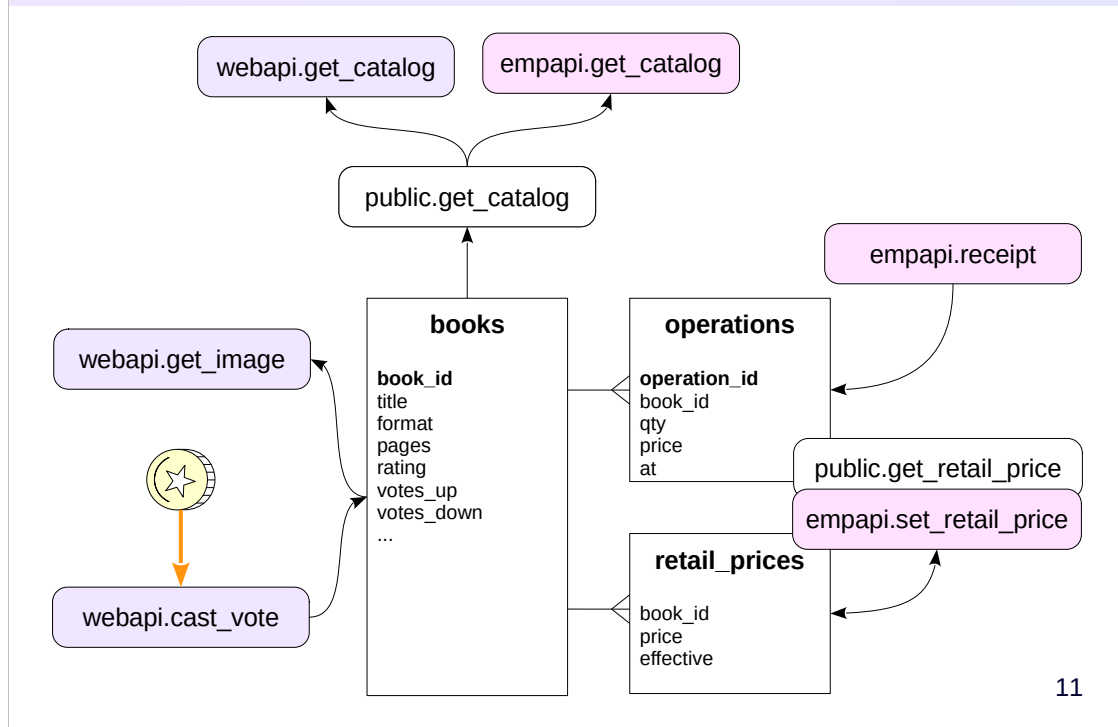 webapi.get_catalog
empapi.get_catalog
public.get_catalog
empapi.receipt
books
operations
webapi.get_image
book_id
title
format
pages
rating
votes_up
votes_down
...
operation_id
book_id
qty
price
at
public.get_retail_price
empapi.set_retail_price
retail_prices
book_id
price
effective
webapi.cast_vote
11